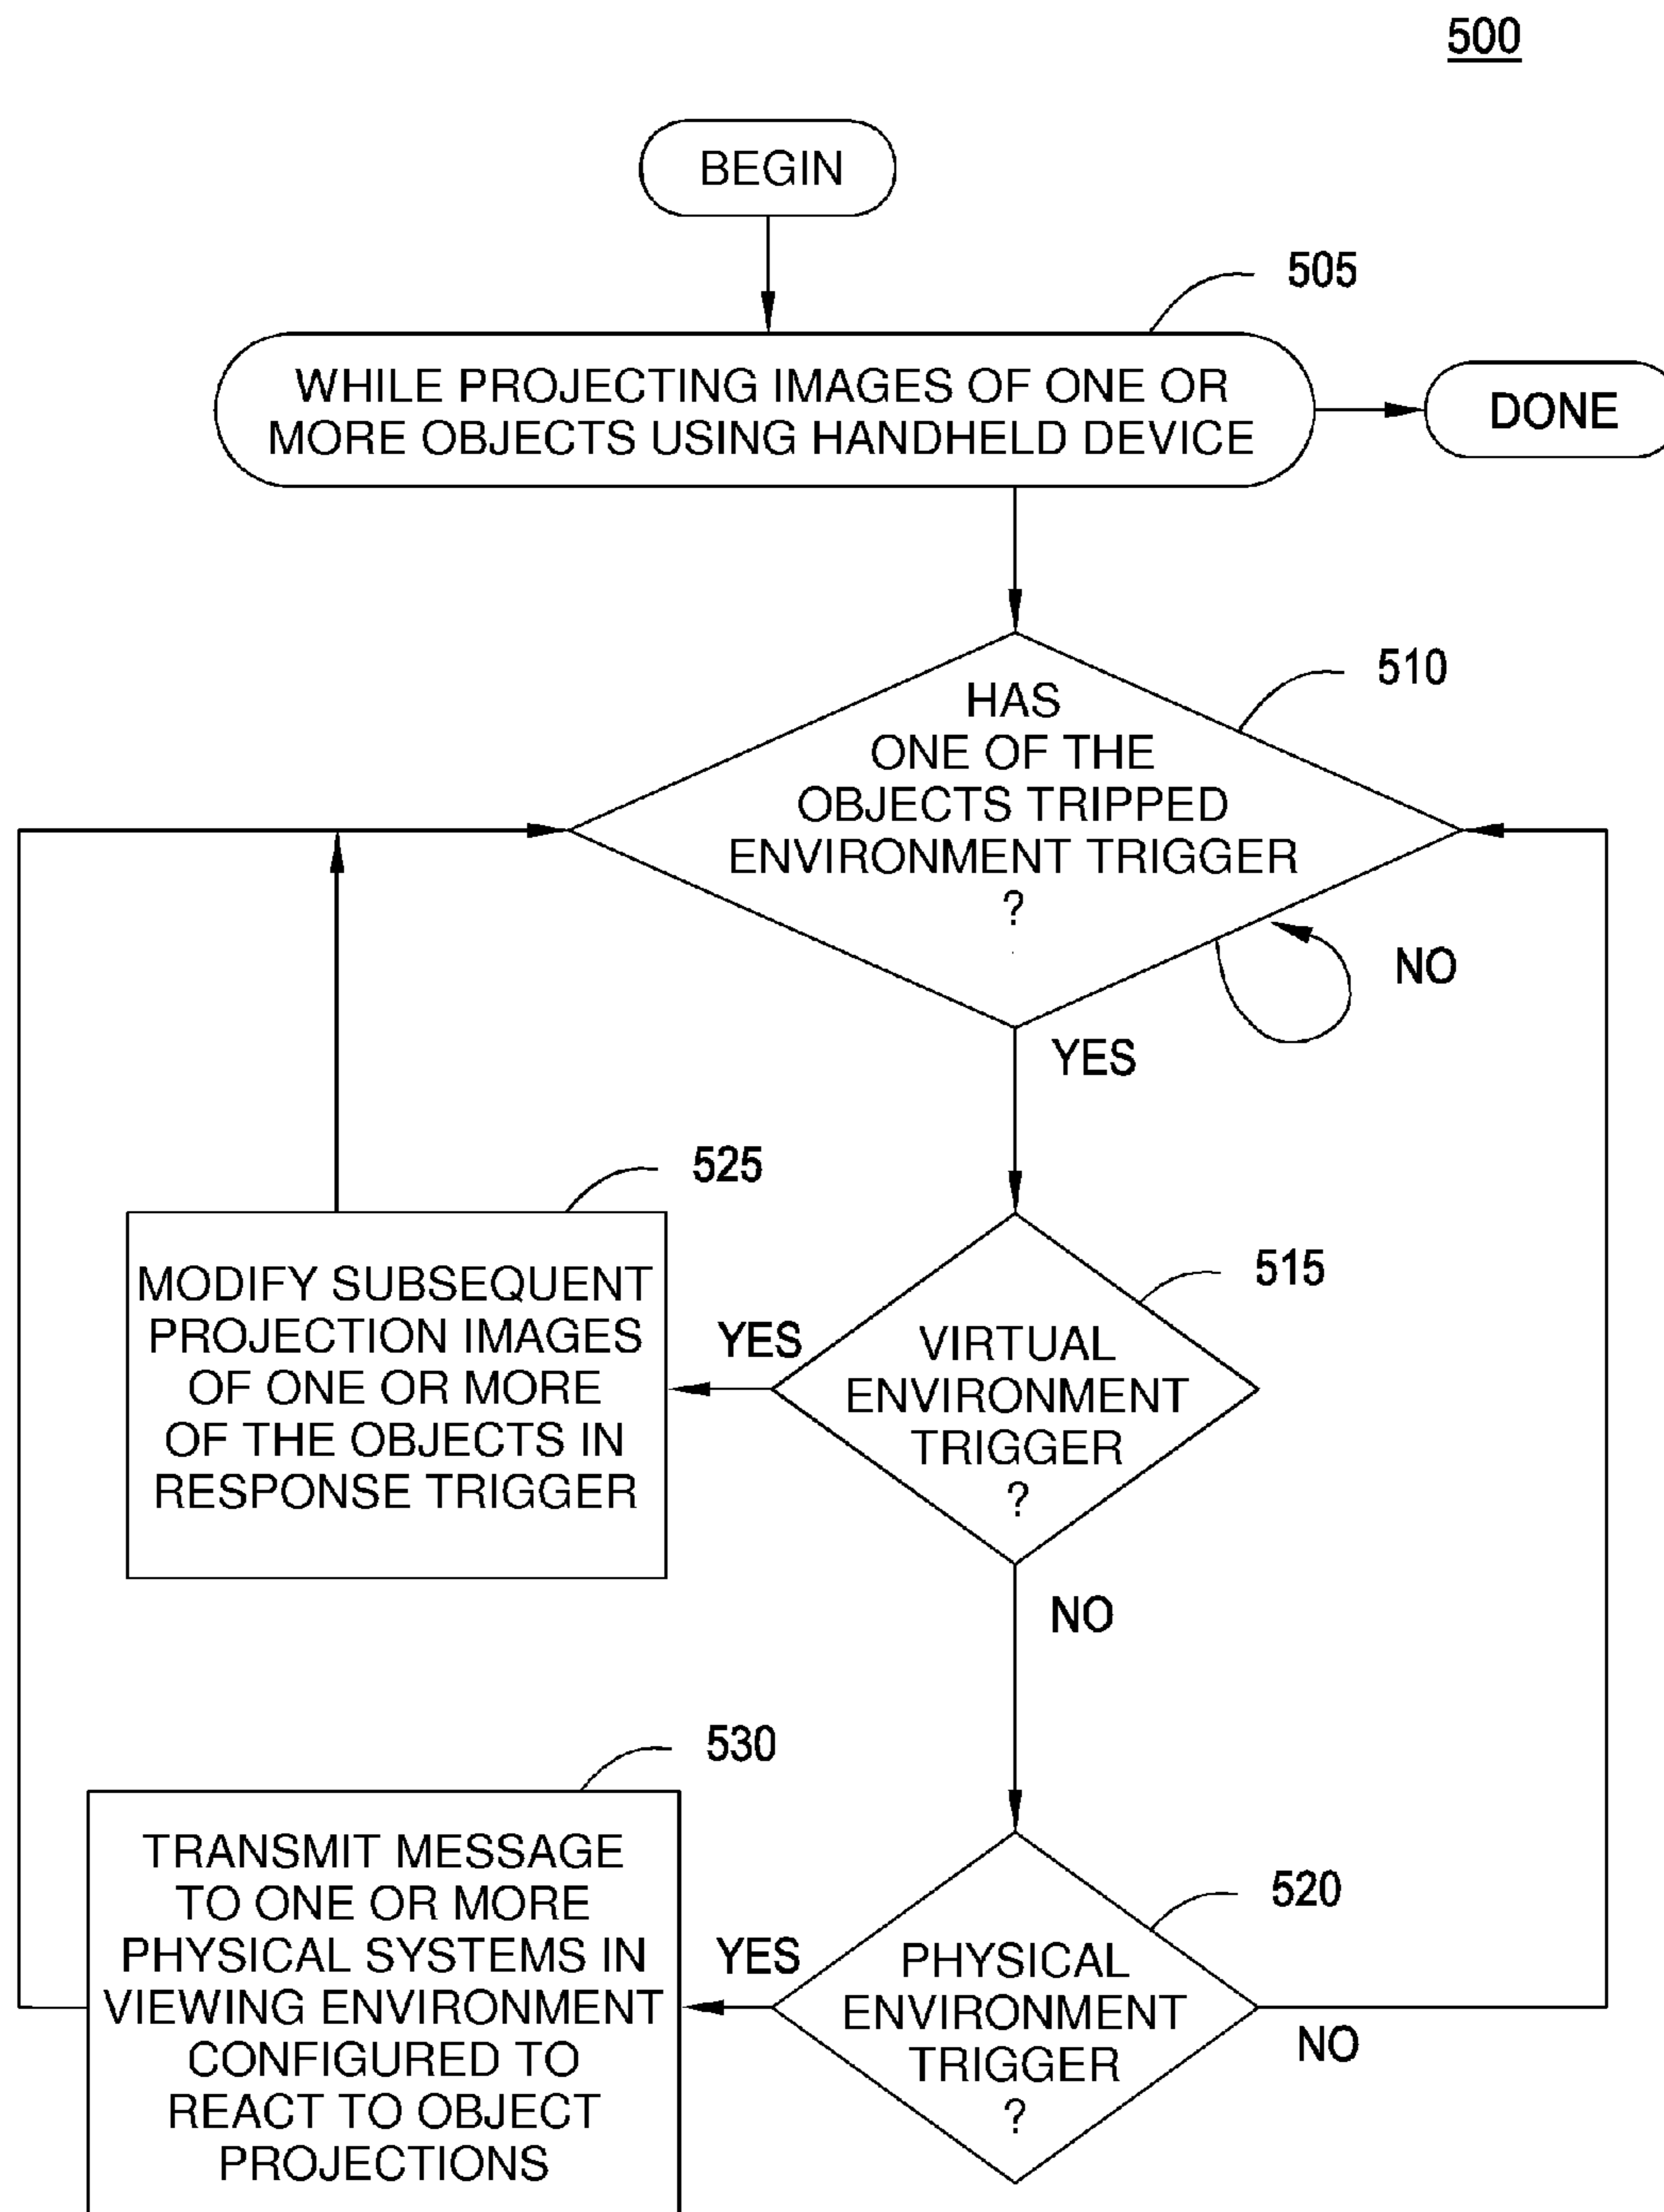 500
BEGIN
505
WHILE PROJECTING IMAGES OF ONE OR
MORE OBJECTS USING HANDHELD DEVICE
DONE
510
HAS
ONE OF THE
OBJECTS TRIPPED
ENVIRONMENT TRIGGER
?
NO
YES
525
MODIFY SUBSEQUENT
PROJECTION IMAGES
OF ONE OR MORE
OF THE OBJECTS IN
RESPONSE TRIGGER
515
YES
VIRTUAL
ENVIRONMENT
TRIGGER
?
NO
530
TRANSMIT MESSAGE
TO ONE OR MORE
PHYSICAL SYSTEMS IN
VIEWING ENVIRONMENT
CONFIGURED TO
REACT TO OBJECT
PROJECTIONS
520
YES
PHYSICAL
ENVIRONMENT
TRIGGER
?
NO